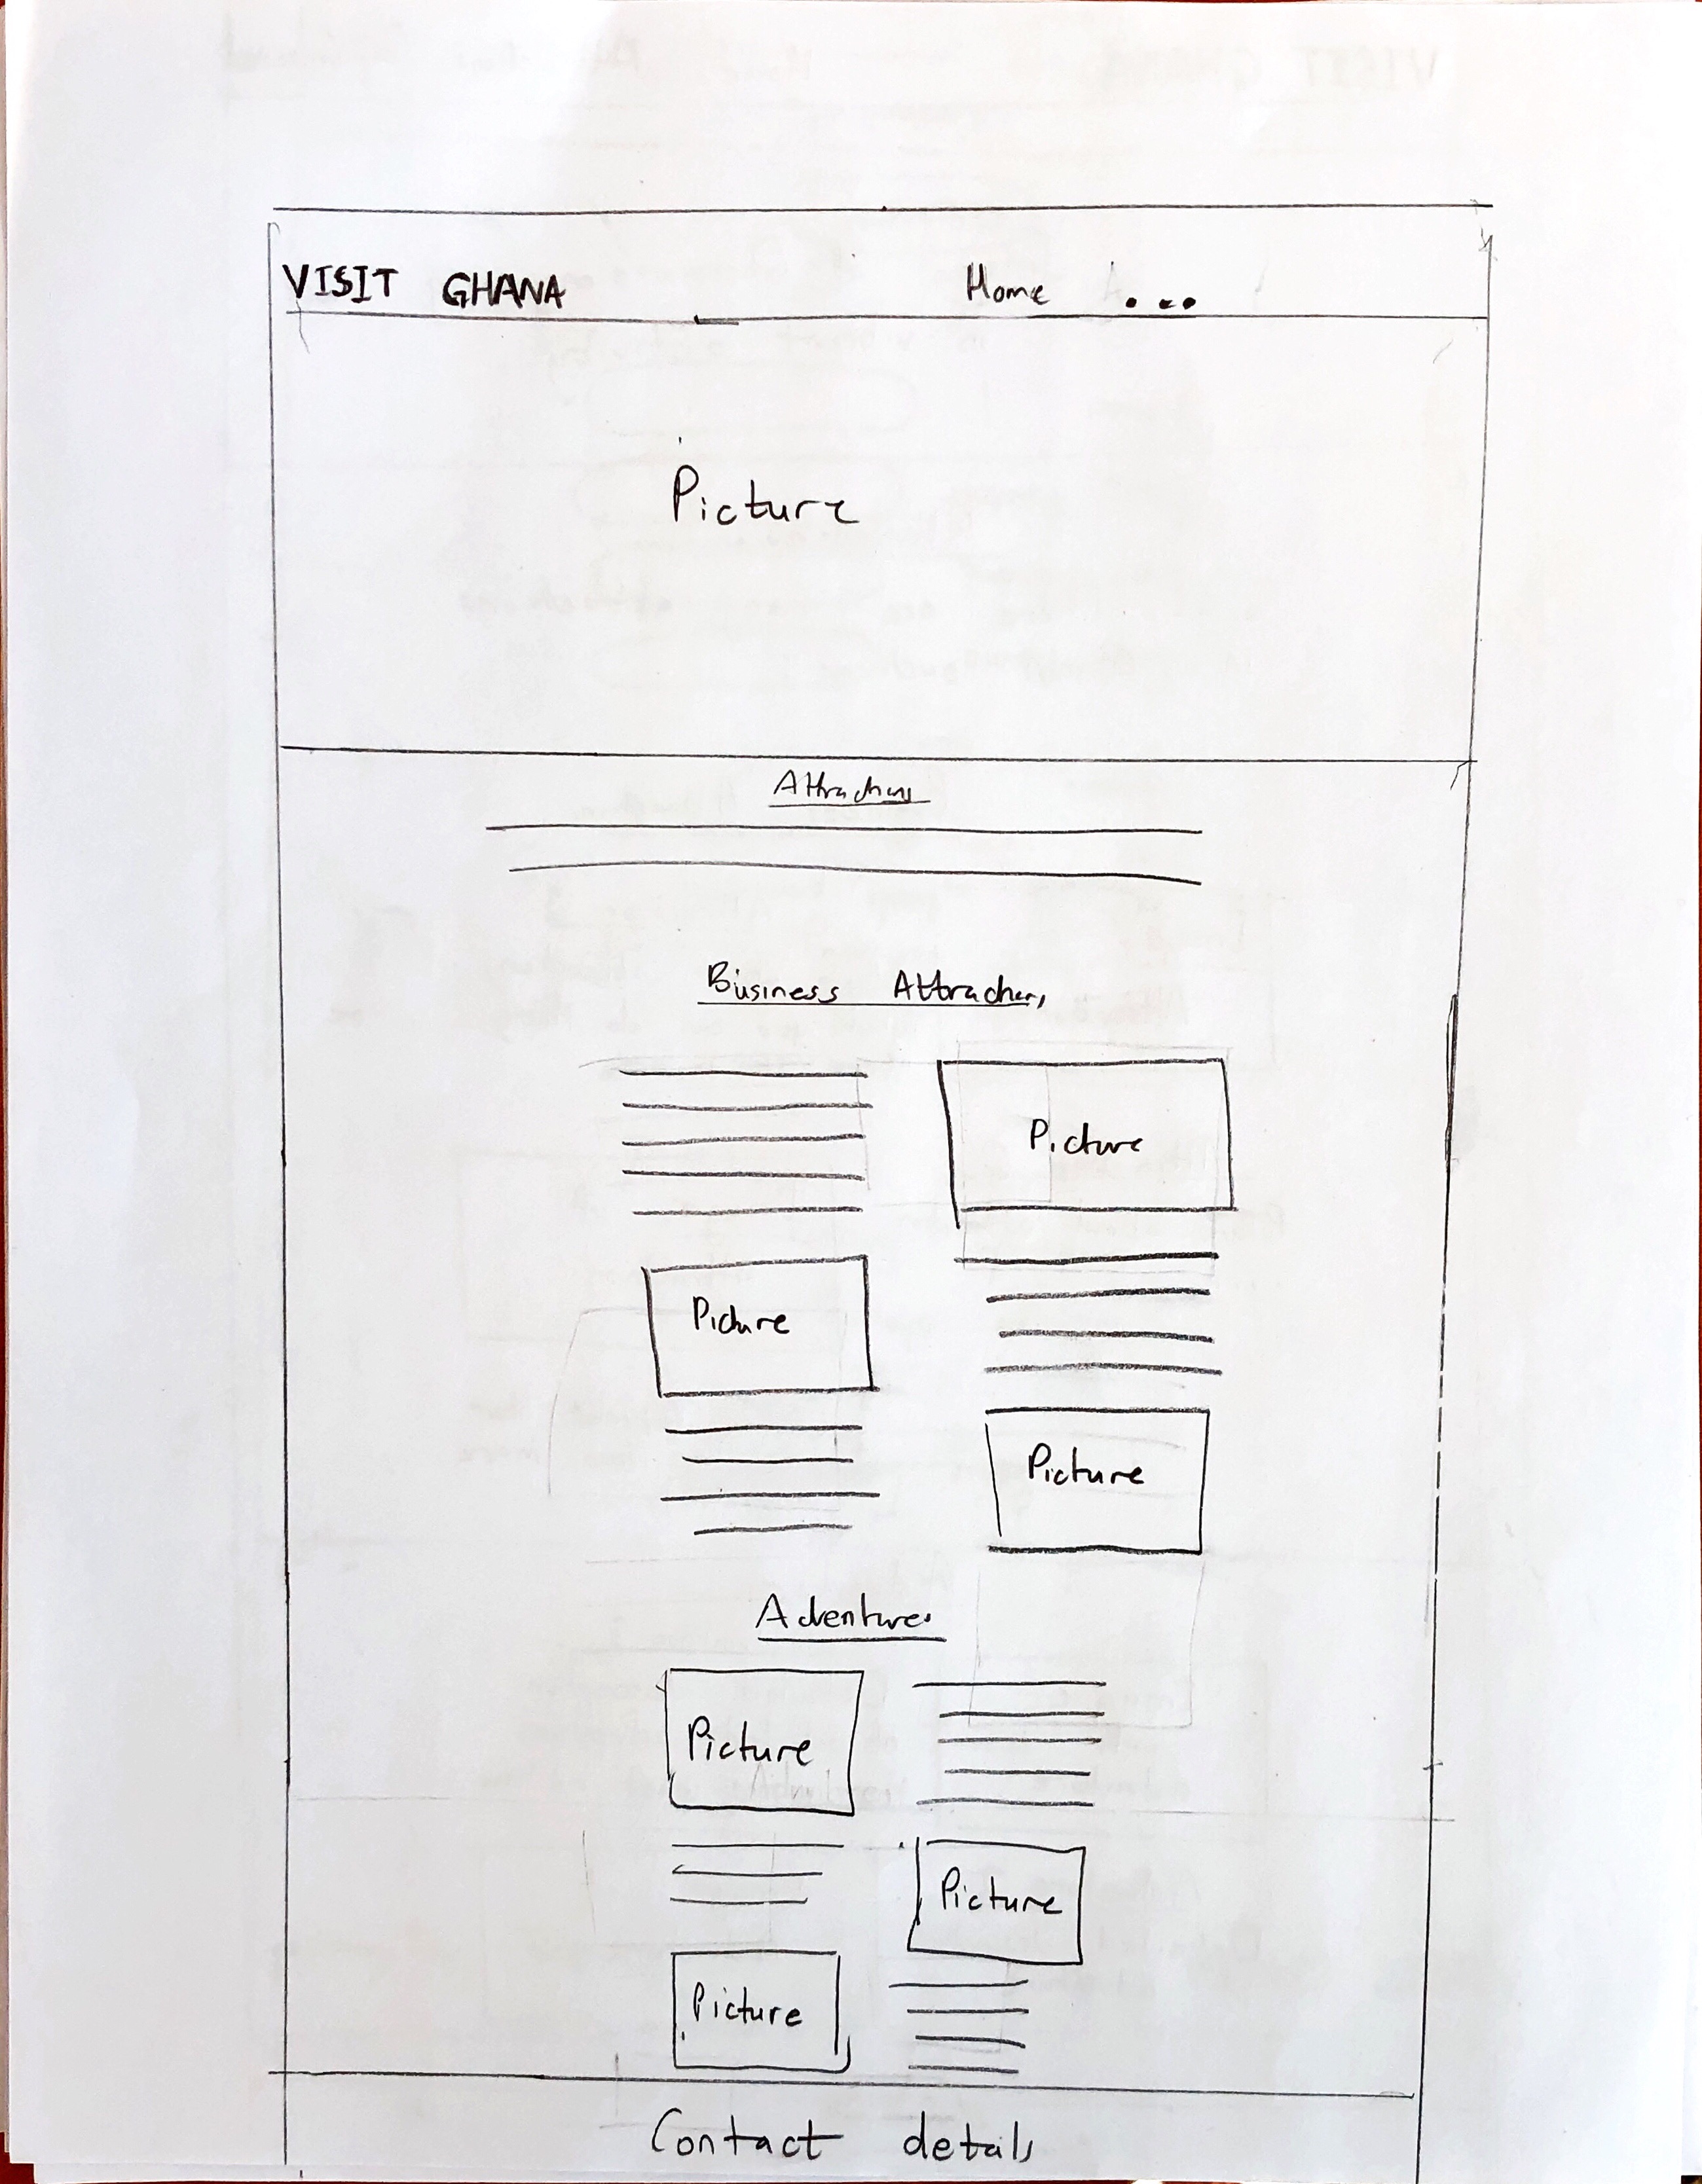 VISIT GHANA Home ...
Picture
Attractions
Business Attractions
Picture
Picture
Picture
Adventures
Picture
Picture
Picture
Contact details